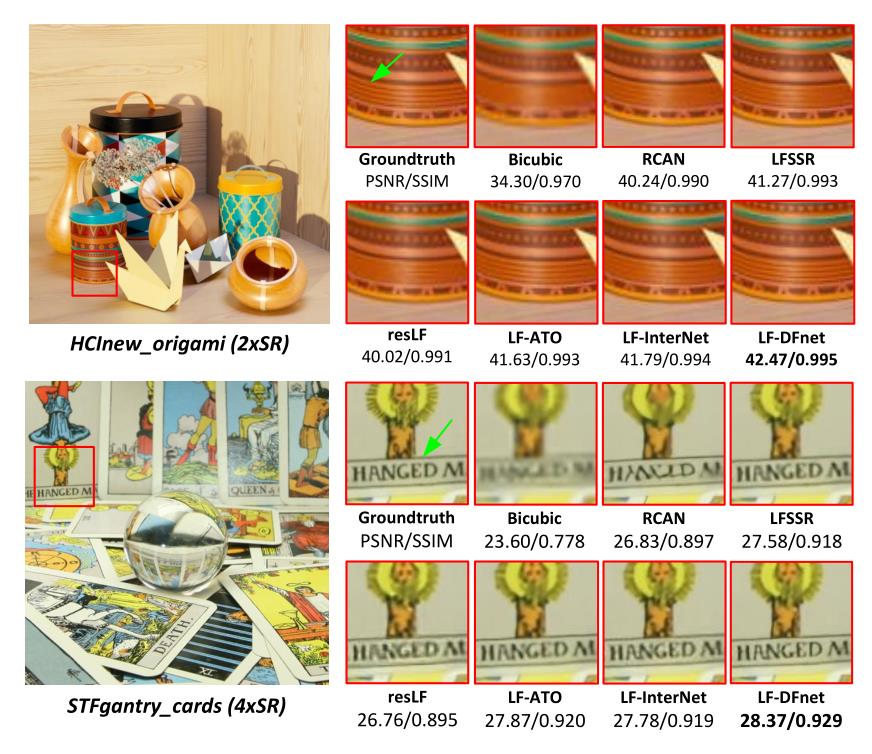 Groundtruth Bicubic RCAN LFSSR
PSNR/SSIM 34.30/0.970 40.24/0.990 41.27/0.993
resLF LF-ATO LF-InterNet LF-DFnet
40.02/0.991 41.63/0.993 41.79/0.994 42.47/0.995
HCInew_origami (2xSR)
HANGED M
QUEEN
HANGED M HANGED M HANGED M
Groundtruth Bicubic RCAN LFSSR
PSNR/SSIM 23.60/0.778 26.83/0.897 27.58/0.918
DEATH.
IX
HANGED M HANGED M HANGED M HANGED M
resLF LF-ATO LF-InterNet LF-DFnet
26.76/0.895 27.87/0.920 27.78/0.919 28.37/0.929
STFgantry_cards (4xSR)